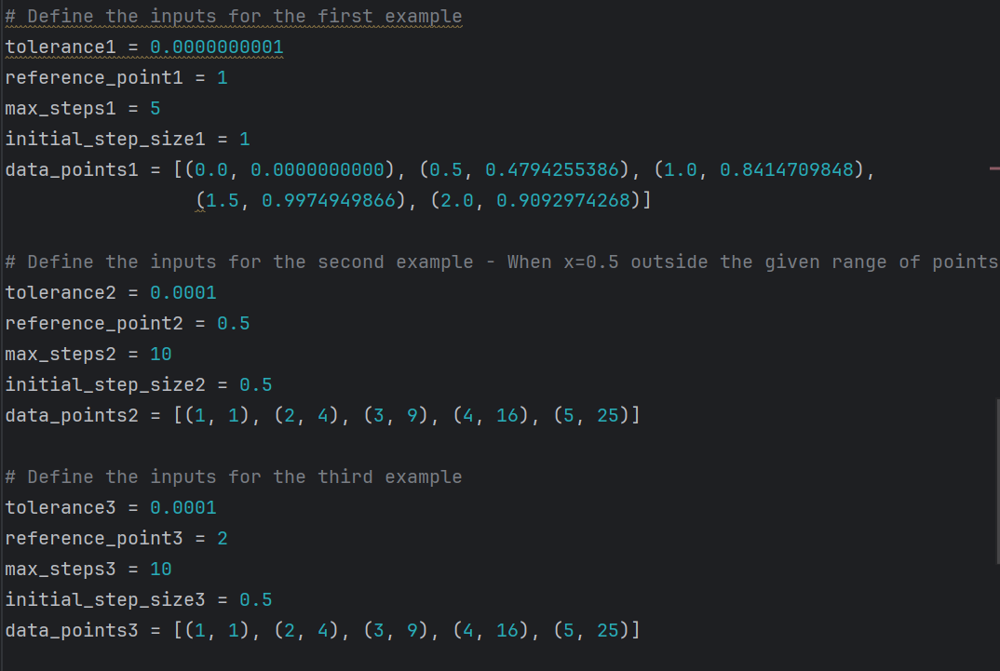 # Define the inputs for the first example
tolerance1 = 0.0000000001
reference_point1 = 1
max_steps1 = 5
initial_step_size1 = 1
data_points1 = [(0.0, 0.0000000000), (0.5, 0.4794255386), (1.0, 0.8414709848),
(1.5, 0.9974949866), (2.0, 0.9092974268)]
# Define the inputs for the second example - When x=0.5 outside the given range of points
tolerance2 = 0.0001
reference_point2 = 0.5
max_steps2 = 10
initial_step_size2 = 0.5
data_points2 = [(1, 1), (2, 4), (3, 9), (4, 16), (5, 25)]
# Define the inputs for the third example
tolerance3 = 0.0001
reference_point3 = 2
max_steps3 = 10
initial_step_size3 = 0.5
data_points3 = [(1, 1), (2, 4), (3, 9), (4, 16), (5, 25)]